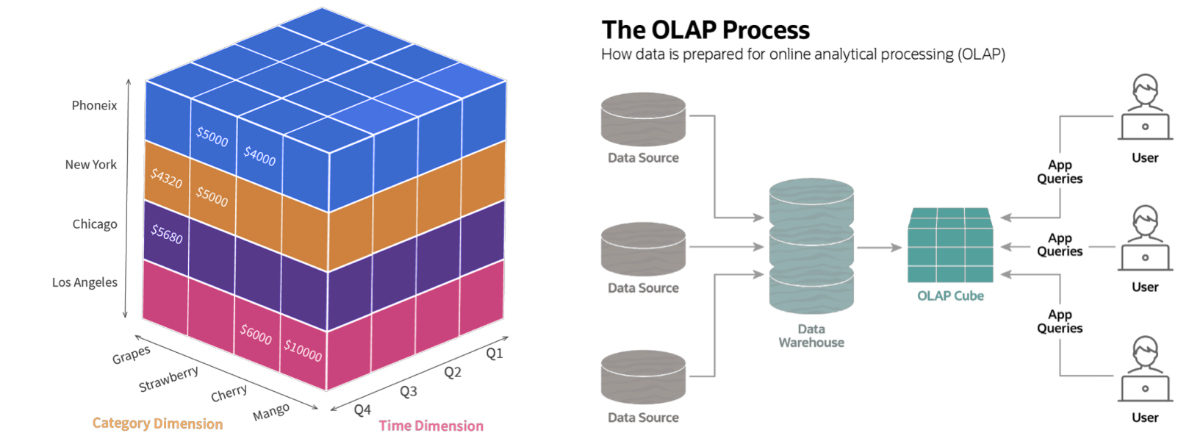 Phoneix
New York
Chicago
Los Angeles
$5000
$4000
$4320
$5000
$5680
$6000
$10000
Grapes
Strawberry
Cherry
Mango
Q4
Q3
Q2
Q1
Category Dimension
Time Dimension
The OLAP Process
How data is prepared for online analytical processing (OLAP)
Data Source
Data Source
Data Source
Data
Warehouse
OLAP Cube
App
Queries
App
Queries
App
Queries
User
User
User